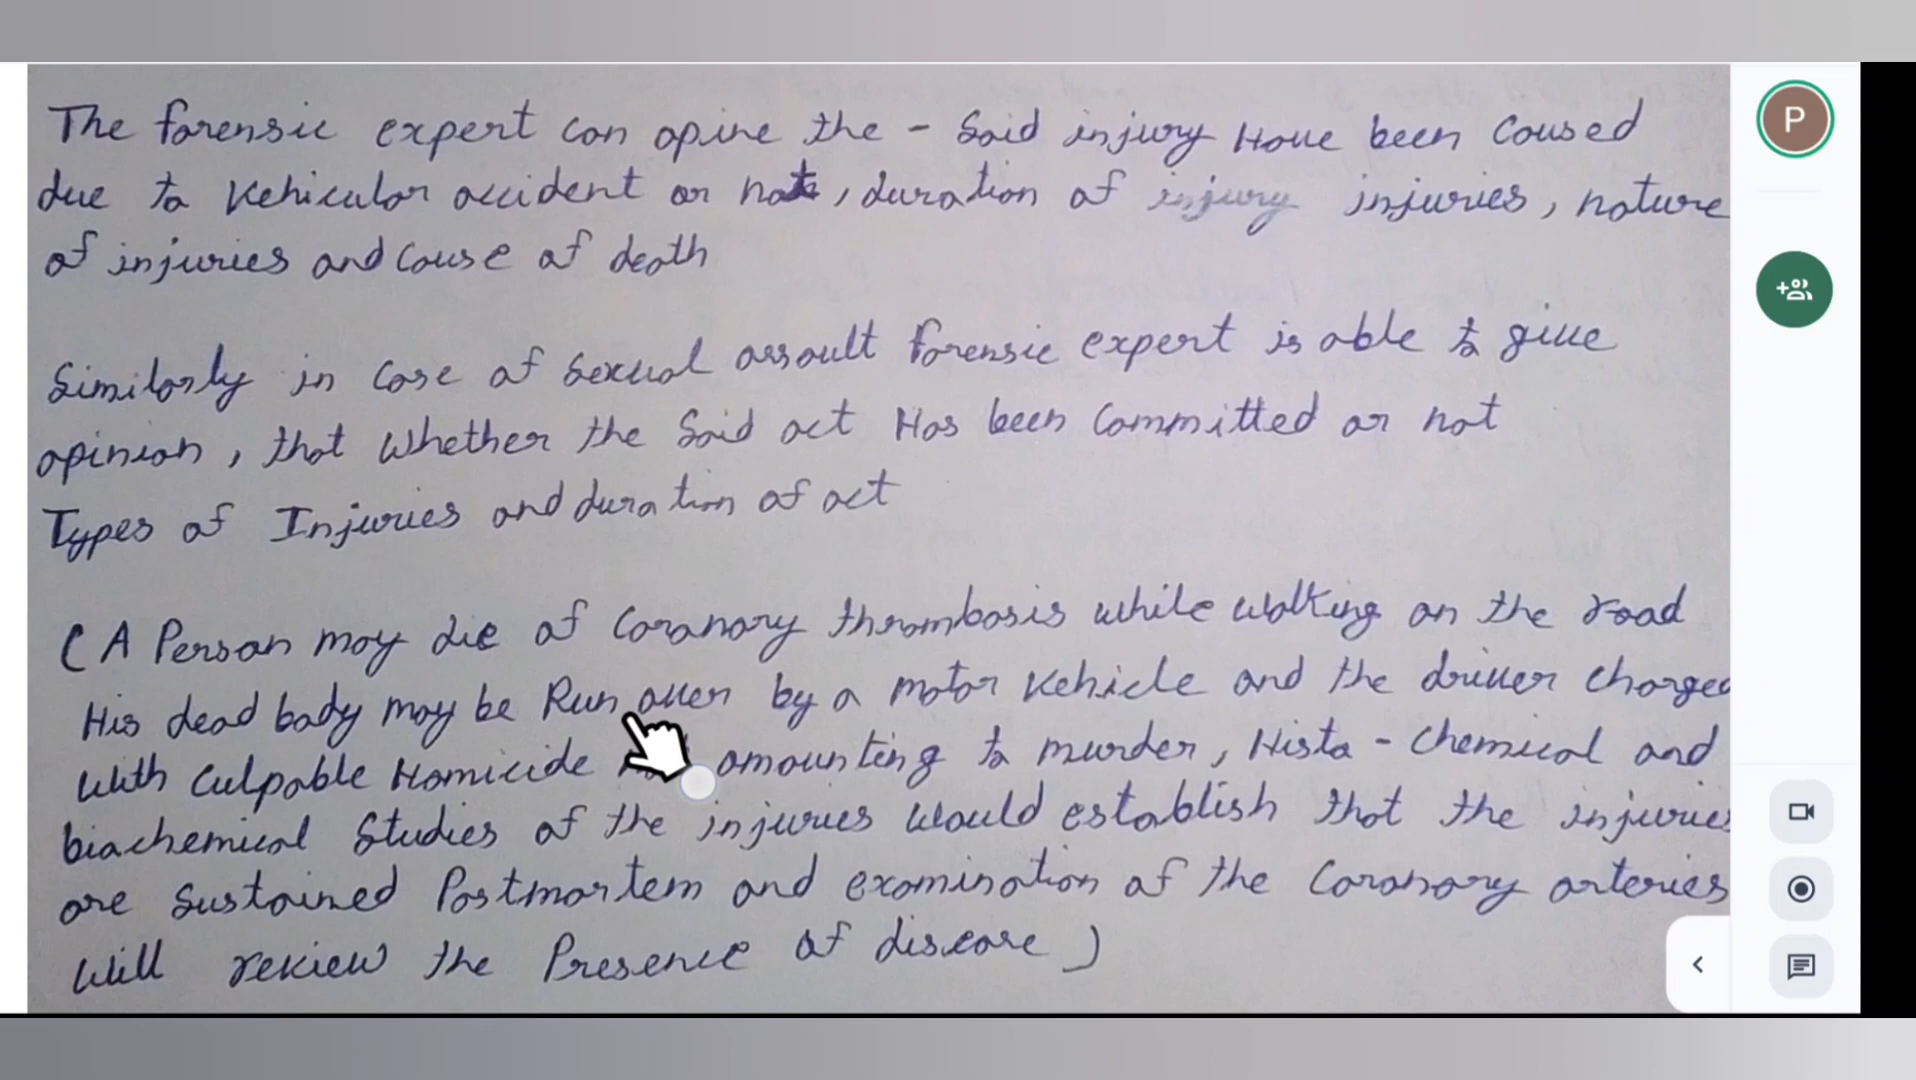 The forensic expert can opine the - Said injury Have been Caused
due to Vehicular accident or not, duration of injury injuries, nature
of injuries and Cause of death
Similarly in Case of Sexual assault forensic expert is able to give
opinion, that Whether the Said act Has been Committed or not
Types of Injuries and duration of act
(A Person may die of Coronary thrombosis while walking on the road
His dead body may be Run over by a motor Vehicle and the driver charged
With Culpable Homicide amounting to murder, Histo - Chemical and
biochemical Studies of the injuries Would establish that the injuries
are Sustained Postmortem and examination of the Coronary arteries
Will review the Presence of disease)
P